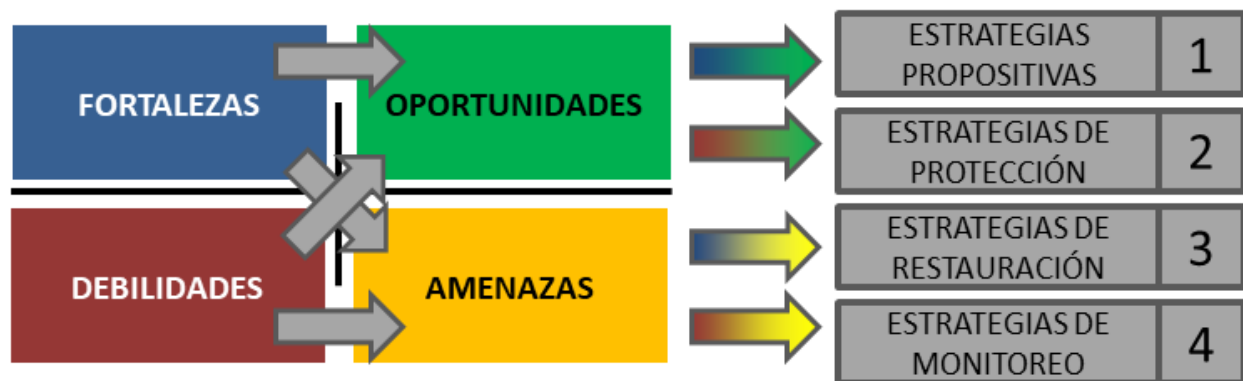 FORTALEZAS
OPORTUNIDADES
DEBILIDADES
AMENAZAS
ESTRATEGIAS
PROPOSITIVAS
1
ESTRATEGIAS DE
PROTECCIÓN
2
ESTRATEGIAS DE
RESTAURACIÓN
3
ESTRATEGIAS DE
MONITOREO
4